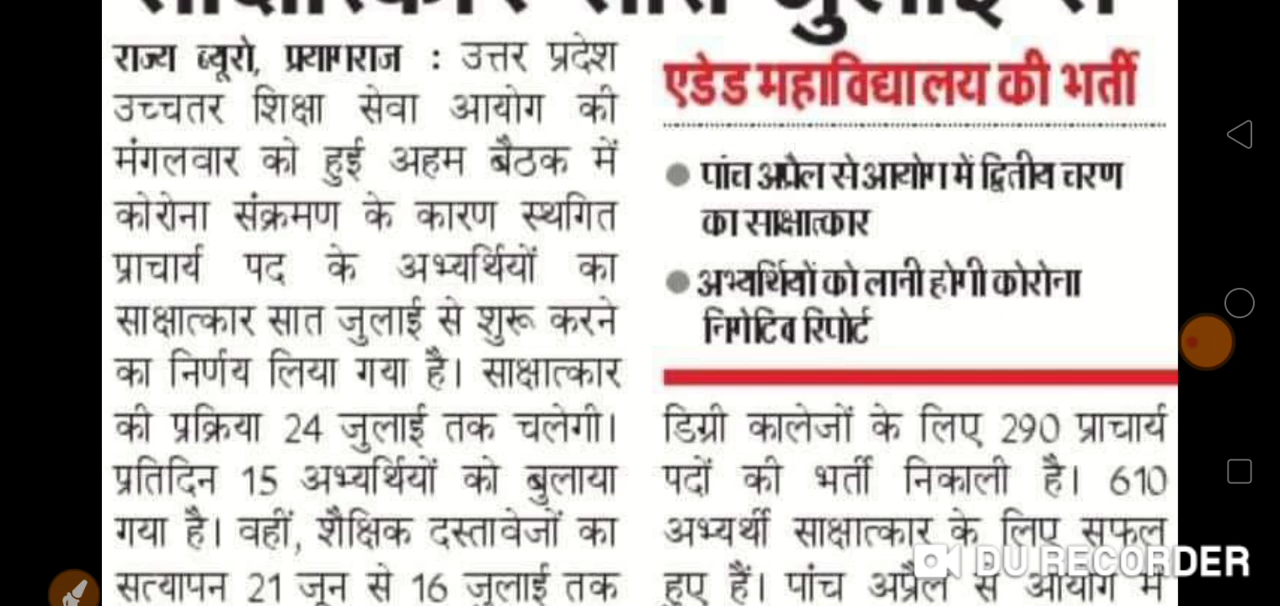 साक्षात्कार सात जुलाई से
राज्य ब्यूरो, प्रयागराज : उत्तर प्रदेश
उच्चतर शिक्षा सेवा आयोग की
मंगलवार को हुई अहम बैठक में
कोरोना संक्रमण के कारण स्थगित
प्राचार्य पद के अभ्यर्थियों का
साक्षात्कार सात जुलाई से शुरू करने
का निर्णय लिया गया है। साक्षात्कार
की प्रक्रिया 24 जुलाई तक चलेगी।
प्रतिदिन 15 अभ्यर्थियों को बुलाया
गया है। वहीं, शैक्षिक दस्तावेजों का
सत्यापन 21 जून से 16 जुलाई तक
एडेड महाविद्यालय की भर्ती
पांच अप्रैल से आयोग में द्वितीय चरण
का साक्षात्कार
अभ्यर्थियों को लानी होगी कोरोना
निगेटिव रिपोर्ट
डिग्री कालेजों के लिए 290 प्राचार्य
पदों की भर्ती निकाली है। 610
अभ्यर्थी साक्षात्कार के लिए सफल
हुए हैं। पांच अप्रैल से आयोग में
DU RECORDER